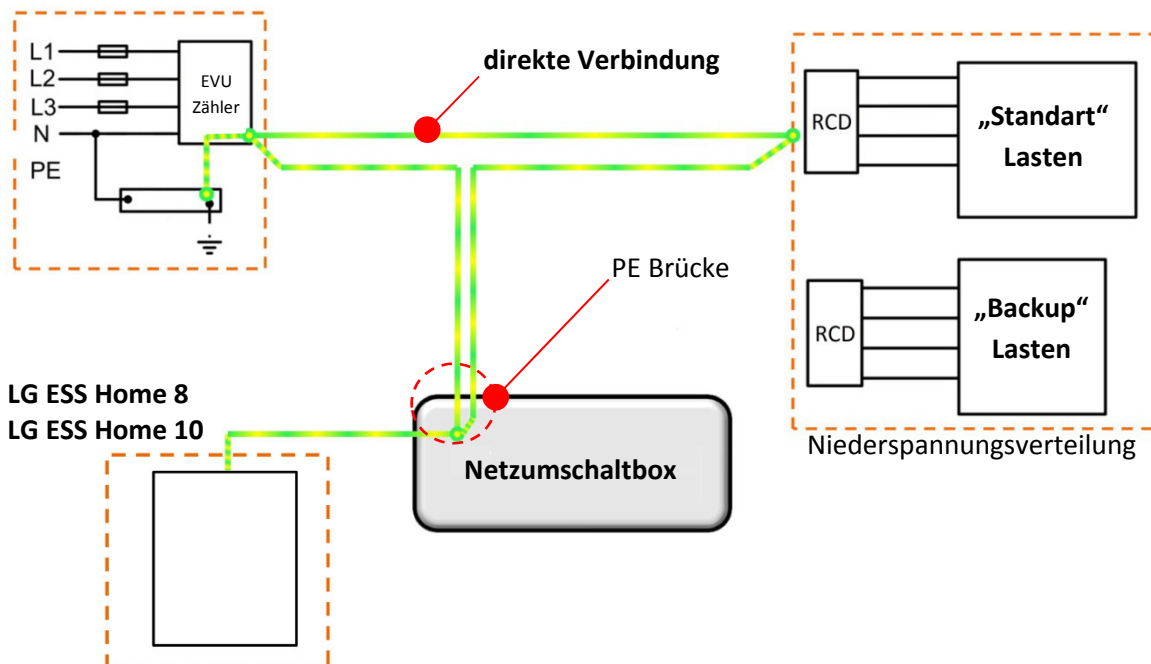 L1
L2
L3
N
PE
EVU
Zähler
direkte Verbindung
RCD
„Standart“
Lasten
PE Brücke
RCD
„Backup“
Lasten
Niederspannungsverteilung
LG ESS Home 8
LG ESS Home 10
Netzumschaltbox